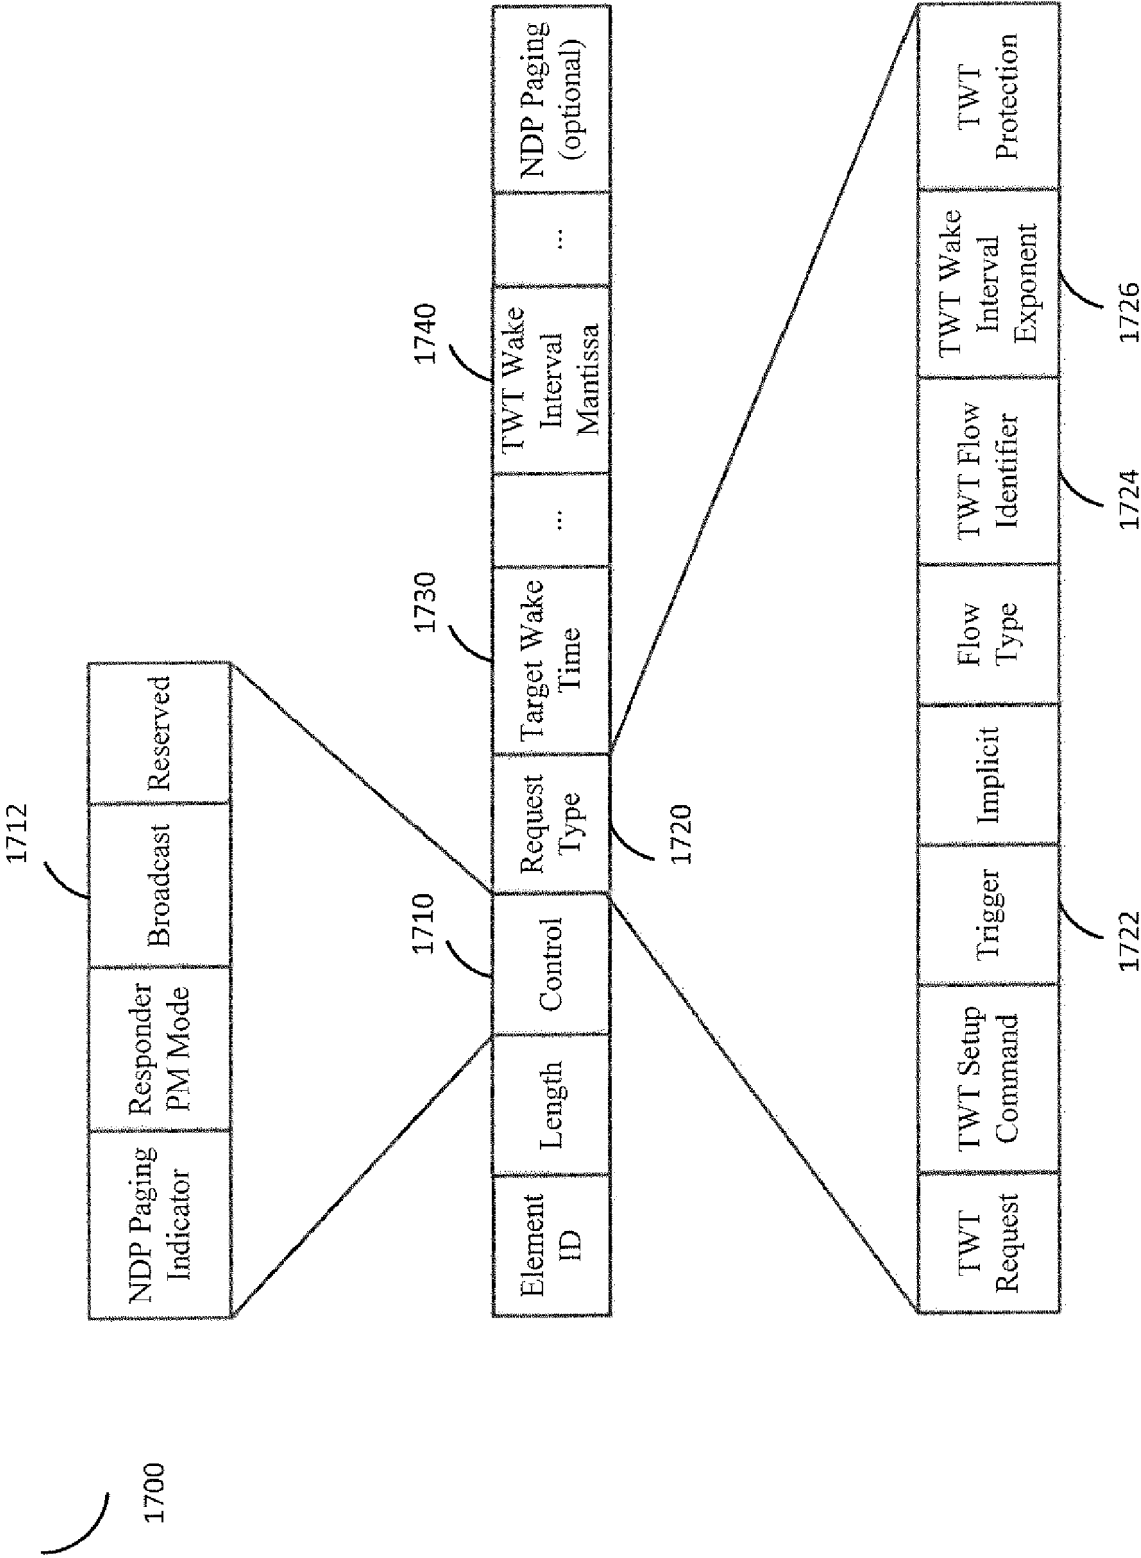 1700
1712
NDP Paging
Indicator
Responder
PM Mode
Broadcast
Reserved
1710
1730
1740
Element
ID
Length
Control
Request
Type
Target Wake
Time
...
TWT Wake
Interval
Mantissa
...
NDP Paging
(optional)
1720
TWT
Request
TWT Setup
Command
Trigger
Implicit
Flow
Type
TWT Flow
Identifier
TWT Wake
Interval
Exponent
TWT
Protection
1722
1724
1726